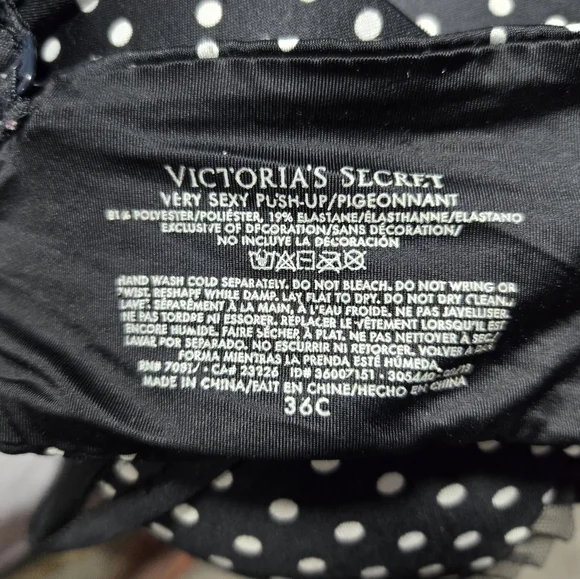 VICTORIA'S SECRET
VERY SEXY PUSH-UP/PIGEONNANT
81% POLYESTER/POLIÉSTER, 19% ELASTANE/ÉLASTHANNE/ELASTANO
EXCLUSIVE OF DECORATION/SANS DÉCORATION/
NO INCLUYE LA DECORACIÓN
HAND WASH COLD SEPARATELY. DO NOT BLEACH. DO NOT WRING OR
TWIST. RESHAPE WHILE DAMP. LAY FLAT TO DRY. DO NOT DRY CLEAN.
LAVER SÉPARÉMENT À LA MAIN, À L'EAU FROIDE. NE PAS JAVELLISER.
NE PAS TORDRE NI ESSORER. REPLACER LE VÊTEMENT LORSQU'IL EST
ENCORE HUMIDE. FAIRE SÉCHER À PLAT. NE PAS NETTOYER À SEC/
LAVAR POR SEPARADO. NO ESCURRIR NI RETORCER. VOLVER A
FORMA MIENTRAS LA PRENDA ESTÉ HÚMEDA.
RN# 7081/ • CA# 23226 ID# 36007151 •
MADE IN CHINA/FAIT EN CHINE/HECHO EN CHINA
36C